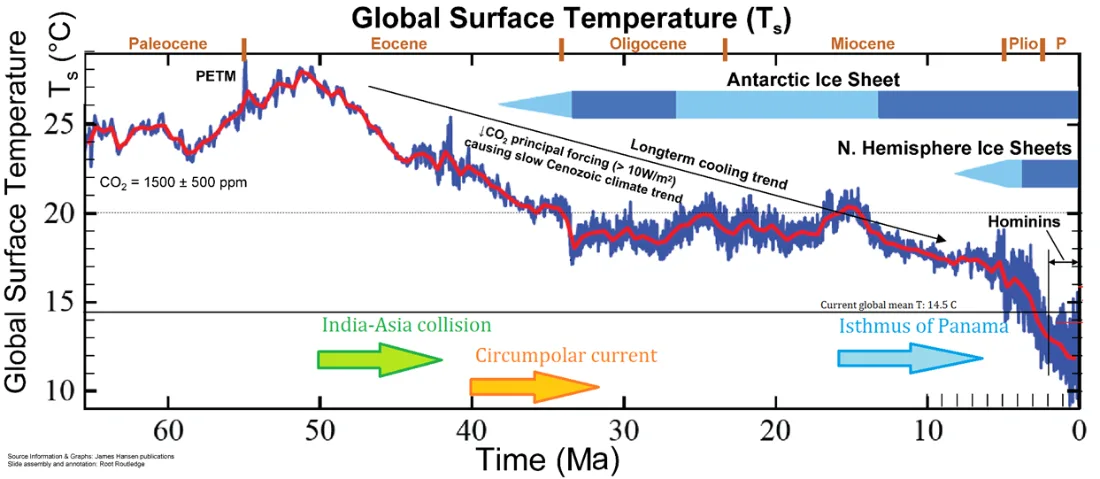 Global Surface Temperature (Ts)
Paleocene Eocene Oligocene Miocene Plio P
Global Surface Temperature
Ts (°C)
25
20
15
10
PETM
Antarctic Ice Sheet
N. Hemisphere Ice Sheets
↓CO2 principal forcing (> 10W/m2)
causing slow Cenozoic climate trend
Longterm cooling trend
CO2 = 1500 ± 500 ppm
Hominins
Current global mean T: 14.5 C
India-Asia collision
Isthmus of Panama
Circumpolar current
60 50 40 30 20 10 0
Time (Ma)
Source Information & Graphs: James Hansen publications
Slide assembly and annotation: Root Routledge